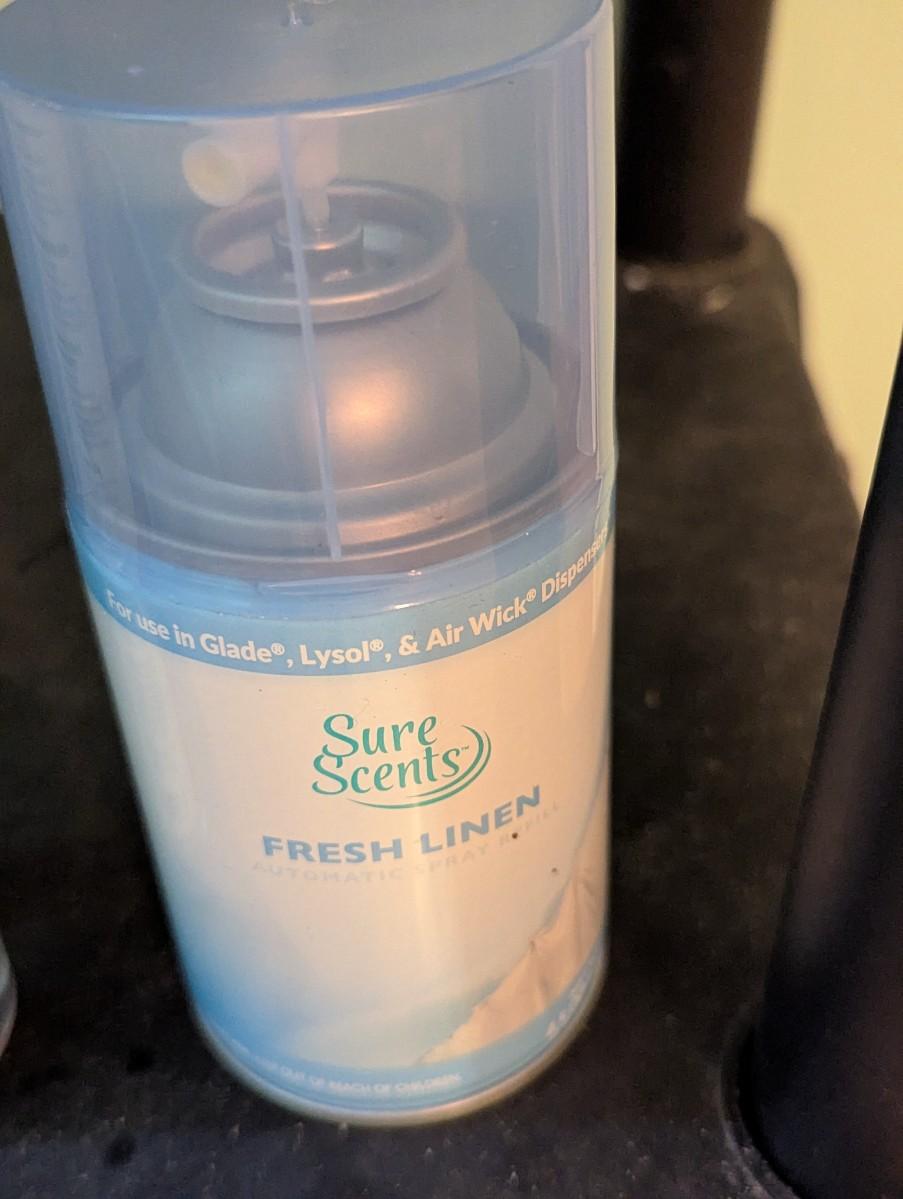 For use in Glade®, Lysol®, & Air Wick® Dispensers
Sure
Scents™
FRESH LINEN
AUTOMATIC SPRAY REFILL
OUT OF REACH OF CHILDREN